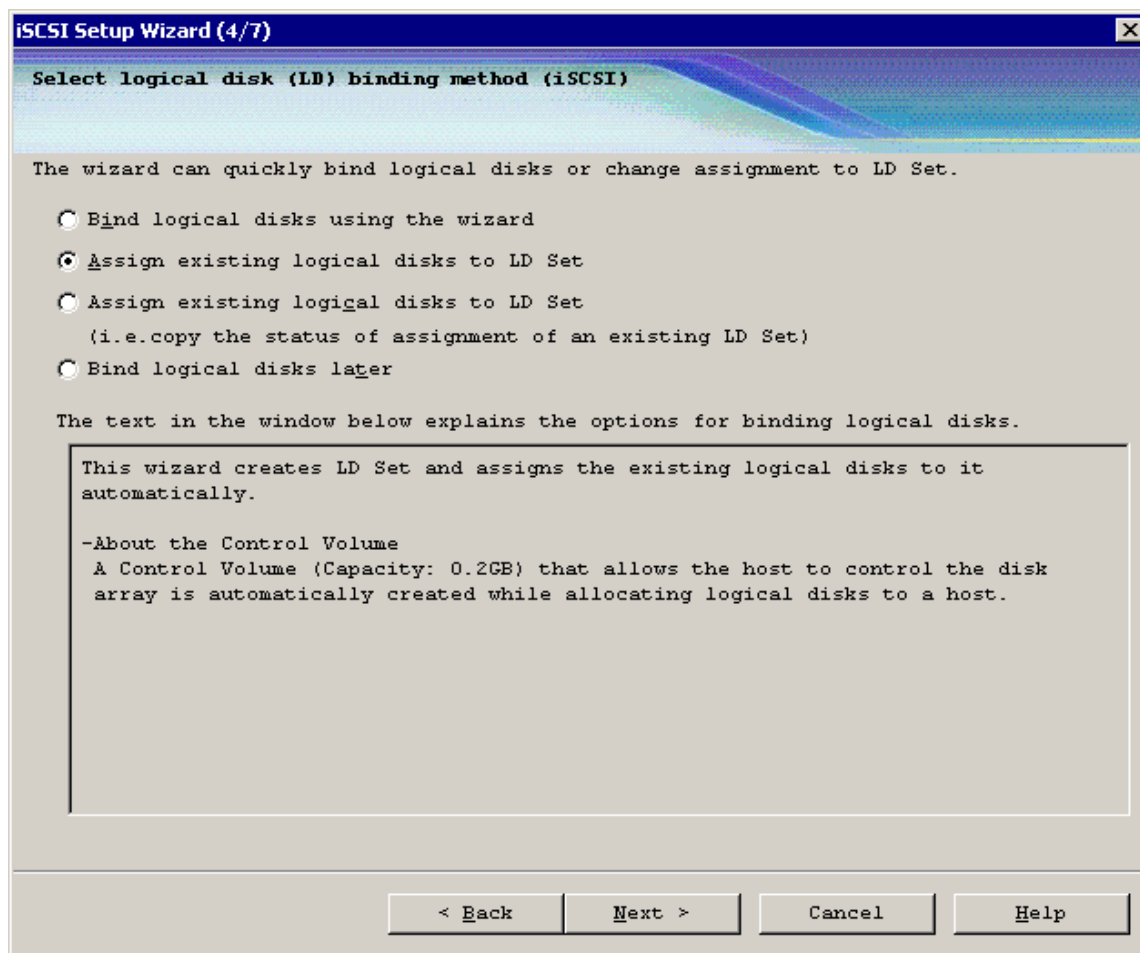 iSCSI Setup Wizard (4/7)
Select logical disk (LD) binding method (iSCSI)
The wizard can quickly bind logical disks or change assignment to LD Set.
Bind logical disks using the wizard
Assign existing logical disks to LD Set
Assign existing logical disks to LD Set
(i.e.copy the status of assignment of an existing LD Set)
Bind logical disks later
The text in the window below explains the options for binding logical disks.
This wizard creates LD Set and assigns the existing logical disks to it
automatically.
-About the Control Volume
A Control Volume (Capacity: 0.2GB) that allows the host to control the disk
array is automatically created while allocating logical disks to a host.
< Back Next > Cancel Help